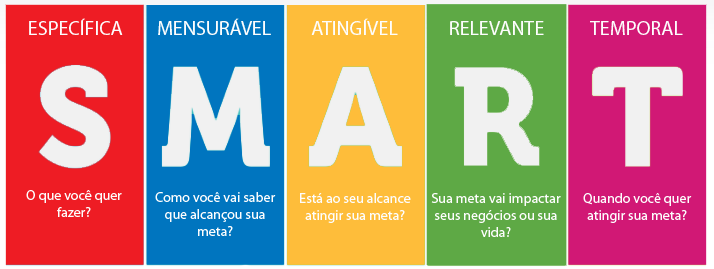 ESPECÍFICA
S
O que você quer
fazer?
MENSURÁVEL
M
Como você vai saber
que alcançou sua
meta?
ATINGÍVEL
A
Está ao seu alcance
atingir sua meta?
RELEVANTE
R
Sua meta vai impactar
seus negócios ou sua
vida?
TEMPORAL
T
Quando você quer
atingir sua meta?